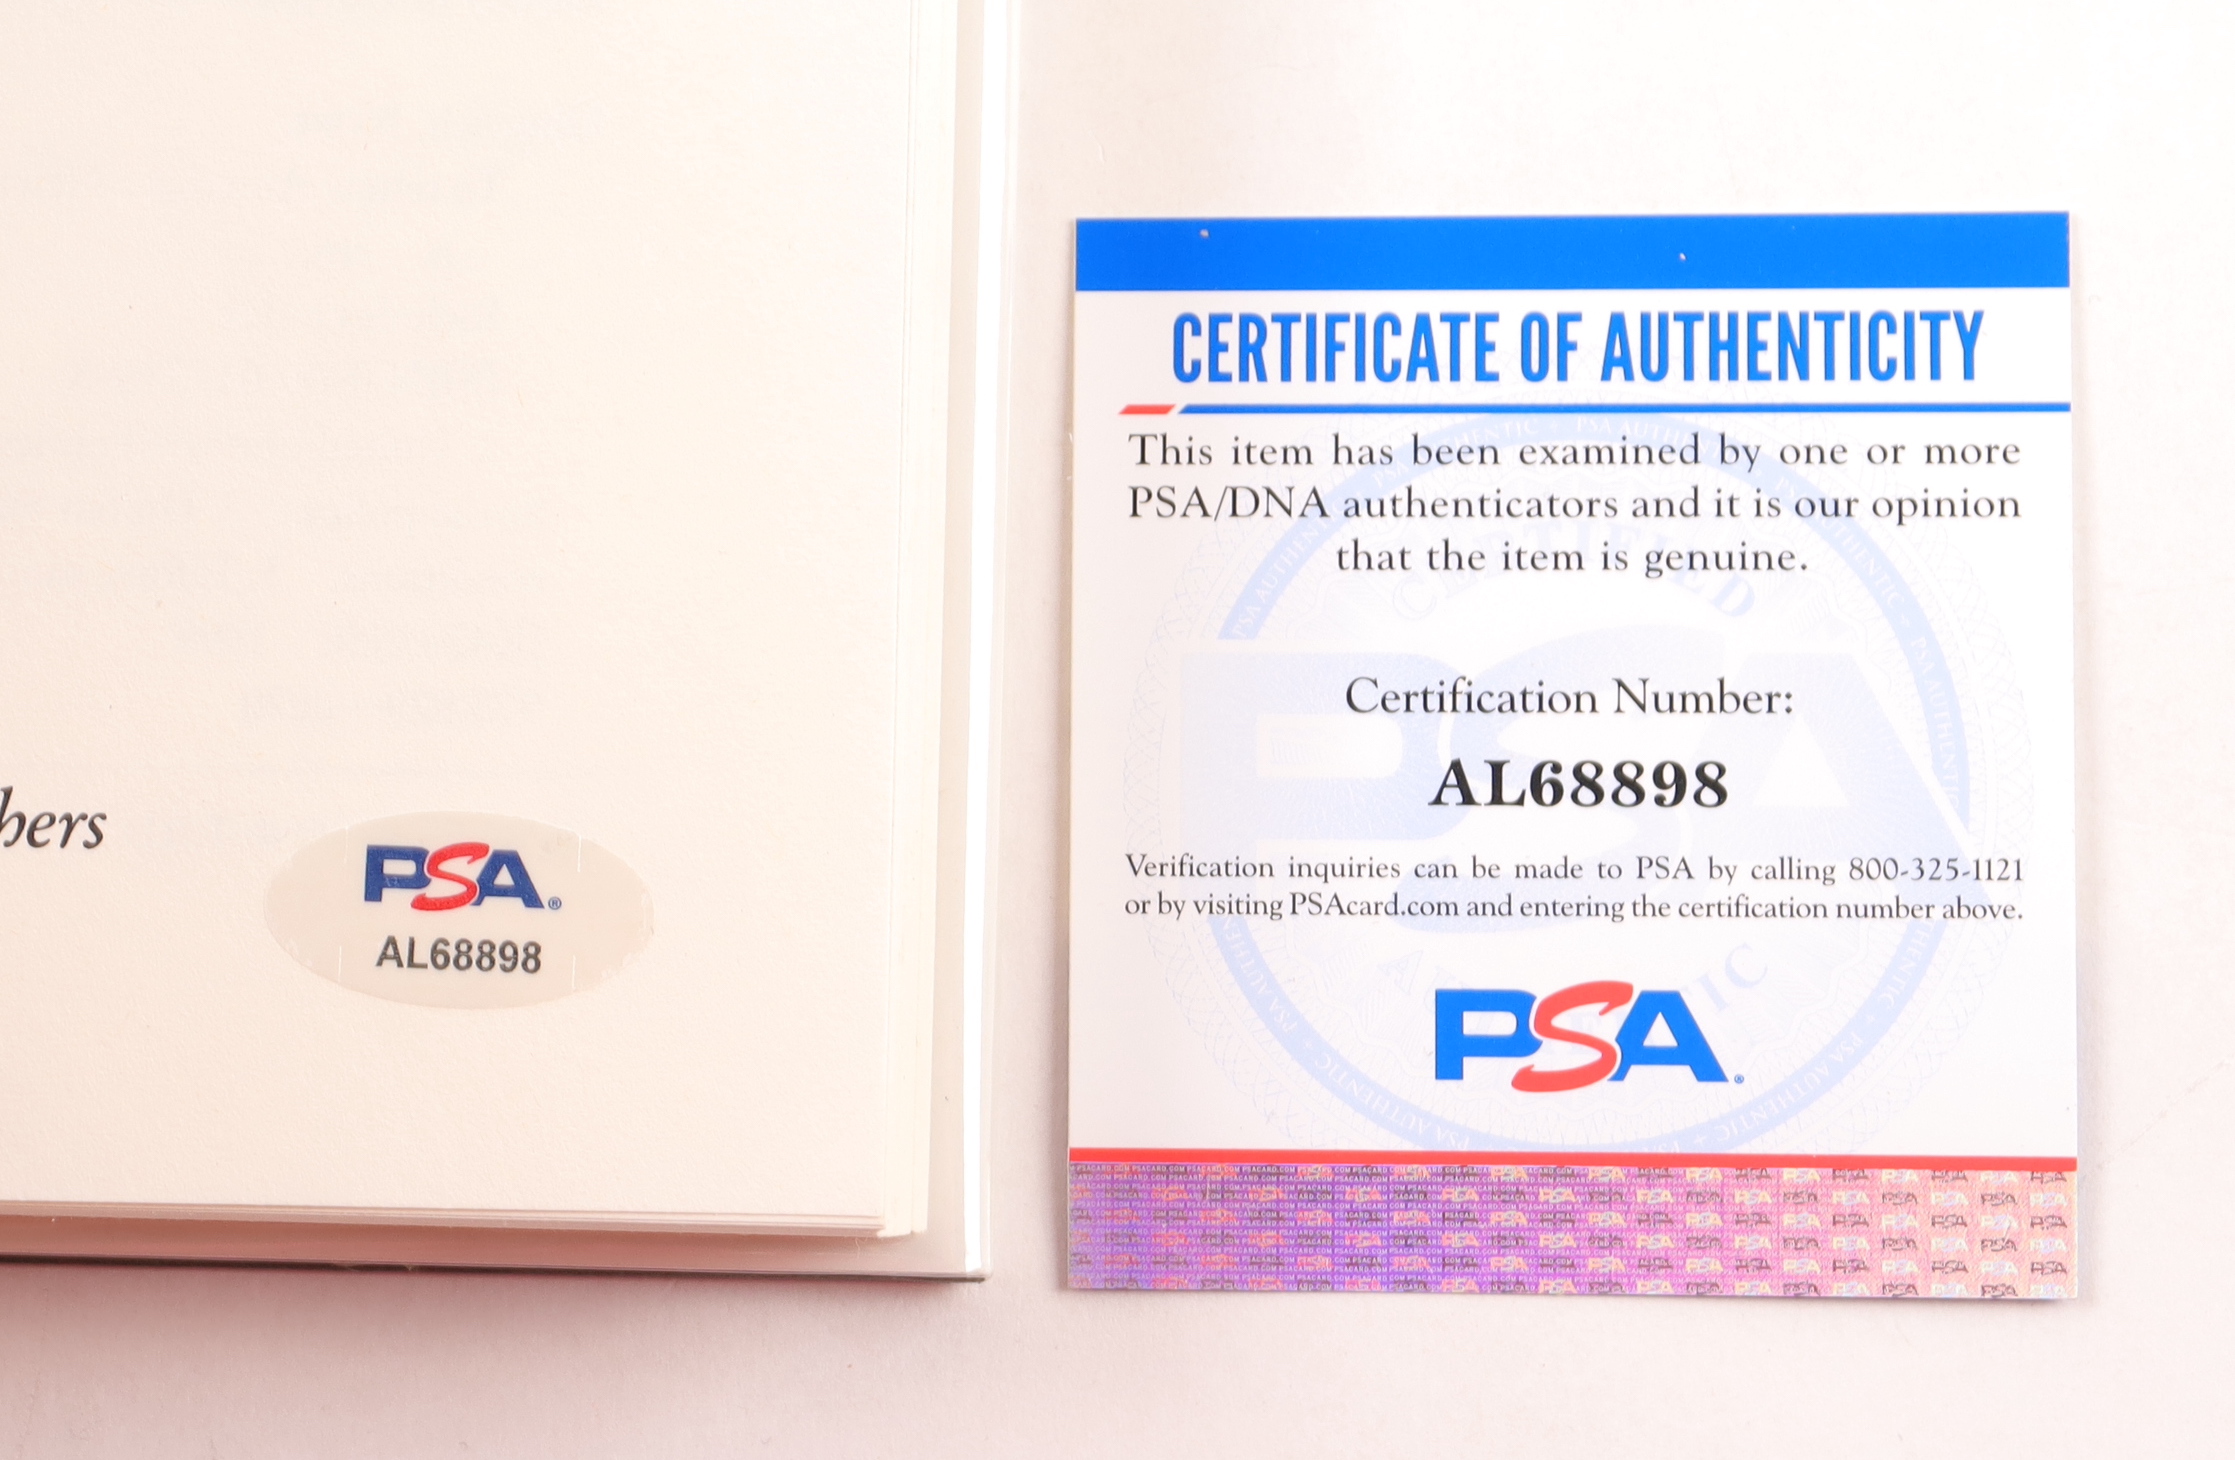 hers
PSA®
AL68898
CERTIFICATE OF AUTHENTICITY
This item has been examined by one or more
PSA/DNA authenticators and it is our opinion
that the item is genuine.
Certification Number:
AL68898
Verification inquiries can be made to PSA by calling 800-325-1121
or by visiting PSAcard.com and entering the certification number above.
PSA®